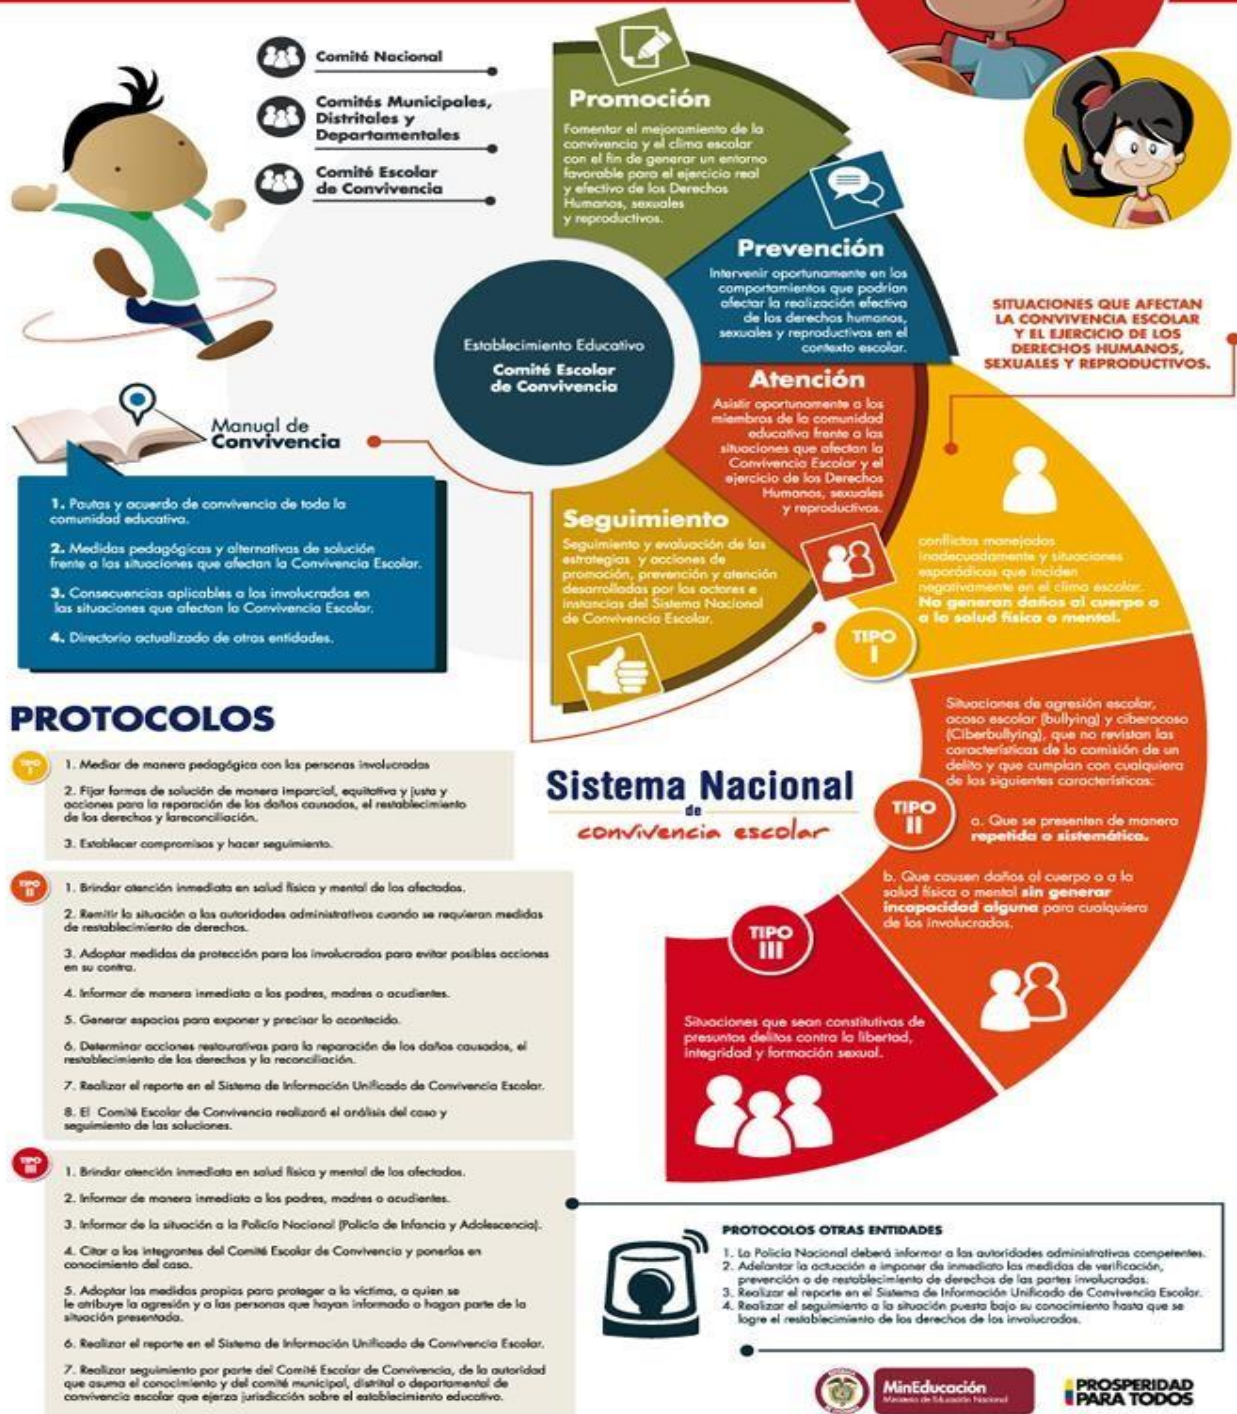 Comité Nacional
Comités Municipales,
Distritales y
Departamentales
Comité Escolar
de Convivencia
Promoción
Fomentar el mejoramiento de la
convivencia y el clima escolar
con el fin de generar un entorno
favorable para el ejercicio real
y efectivo de los Derechos
Humanos, sexuales
y reproductivos.
Prevención
Intervenir oportunamente en los
comportamientos que podrían
afectar la realización efectiva
de los derechos humanos,
sexuales y reproductivos en el
contexto escolar.
SITUACIONES QUE AFECTAN
LA CONVIVENCIA ESCOLAR
Y EL EJERCICIO DE LOS
DERECHOS HUMANOS,
SEXUALES Y REPRODUCTIVOS.
Establecimiento Educativo
Comité Escolar
de Convivencia
Atención
Asistir oportunamente a los
miembros de la comunidad
educativa frente a las
situaciones que afectan la
Convivencia Escolar y el
ejercicio de los Derechos
Humanos, sexuales
y reproductivos.
Manual de
Convivencia
1. Pautas y acuerdo de convivencia de toda la
comunidad educativa.
2. Medidas pedagógicas y alternativas de solución
frente a las situaciones que afectan la Convivencia Escolar.
3. Consecuencias aplicables a los involucrados en
las situaciones que afectan la Convivencia Escolar.
4. Directorio actualizado de otras entidades.
Seguimiento
Seguimiento y evaluación de las
estrategias y acciones de
promoción, prevención y atención
desarrolladas por los actores e
instancias del Sistema Nacional
de Convivencia Escolar.
conflictos manejados
inadecuadamente y situaciones
esporádicas que inciden
negativamente en el clima escolar.
No generan daños al cuerpo o
a la salud física o mental.
TIPO
I
Situaciones de agresión escolar,
acoso escolar (bullying) y ciberacoso
(Ciberbullying), que no revistan las
características de la comisión de un
delito y que cumplan con cualquiera
de las siguientes características:
TIPO
II
a. Que se presenten de manera
repetida o sistemática.
b. Que causen daños al cuerpo o a la
salud física o mental sin generar
incapacidad alguna para cualquiera
de los involucrados.
TIPO
III
Situaciones que sean constitutivas de
presuntos delitos contra la libertad,
integridad y formación sexual.
Sistema Nacional
de
convivencia escolar
PROTOCOLOS
TIPO
I
1. Mediar de manera pedagógica con las personas involucradas
2. Fijar formas de solución de manera imparcial, equitativa y justa y
acciones para la reparación de los daños causados, el restablecimiento
de los derechos y lareconciliación.
3. Establecer compromisos y hacer seguimiento.
TIPO
II
1. Brindar atención inmediata en salud física y mental de los afectados.
2. Remitir la situación a las autoridades administrativas cuando se requieran medidas
de restablecimiento de derechos.
3. Adoptar medidas de protección para los involucrados para evitar posibles acciones
en su contra.
4. Informar de manera inmediata a los padres, madres o acudientes.
5. Generar espacios para exponer y precisar lo acontecido.
6. Determinar acciones restaurativas para la reparación de los daños causados, el
restablecimiento de los derechos y la reconciliación.
7. Realizar el reporte en el Sistema de Información Unificado de Convivencia Escolar.
8. El Comité Escolar de Convivencia realizará el análisis del caso y
seguimiento de las soluciones.
TIPO
III
1. Brindar atención inmediata en salud física y mental de los afectados.
2. Informar de manera inmediata a los padres, madres o acudientes.
3. Informar de la situación a la Policía Nacional (Policía de Infancia y Adolescencia).
4. Citar a los integrantes del Comité Escolar de Convivencia y ponerlos en
conocimiento del caso.
5. Adoptar las medidas propias para proteger a la víctima, a quien se
le atribuye la agresión y a las personas que hayan informado o hagan parte de la
situación presentada.
6. Realizar el reporte en el Sistema de Información Unificado de Convivencia Escolar.
7. Realizar seguimiento por parte del Comité Escolar de Convivencia, de la autoridad
que asuma el conocimiento y del comité municipal, distrital o departamental de
convivencia escolar que ejerza jurisdicción sobre el establecimiento educativo.
PROTOCOLOS OTRAS ENTIDADES
1. La Policía Nacional deberá informar a las autoridades administrativas competentes.
2. Adelantar la actuación e imponer de inmediato las medidas de verificación,
prevención o de restablecimiento de derechos de las partes involucradas.
3. Realizar el reporte en el Sistema de Información Unificado de Convivencia Escolar.
4. Realizar el seguimiento a la situación puesta bajo su conocimiento hasta que se
logre el restablecimiento de los derechos de los involucrados.
MinEducación
Ministerio de Educación Nacional
PROSPERIDAD
PARA TODOS